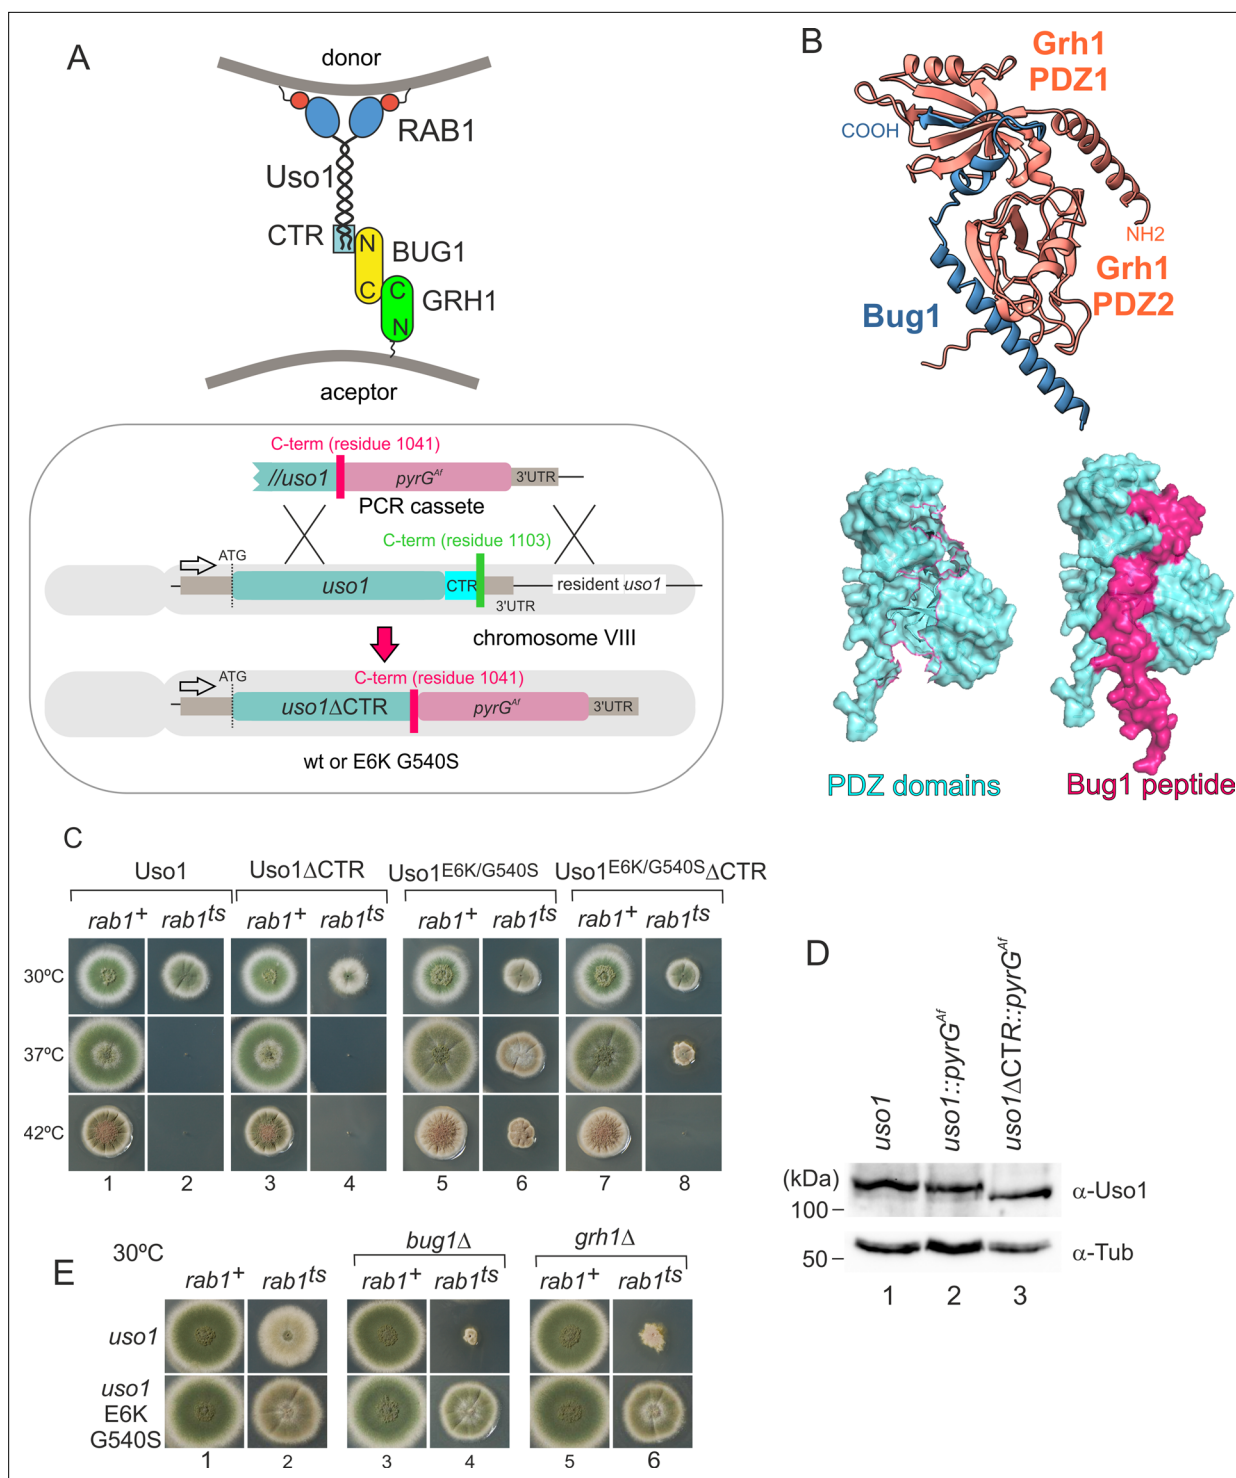 A
donor
RAB1
Uso1
CTR
N
BUG1
C
C
GRH1
N
aceptor
C-term (residue 1041)
//uso1
pyrG^Af
3'UTR
PCR cassete
C-term (residue 1103)
ATG
uso1
CTR
resident uso1
3'UTR
chromosome VIII
ATG
C-term (residue 1041)
uso1ΔCTR
pyrG^Af
3'UTR
wt or E6K G540S
B
Grh1
PDZ1
COOH
NH2
Grh1
PDZ2
Bug1
PDZ domains
Bug1 peptide
C
Uso1
Uso1ΔCTR
Uso1^E6K/G540S
Uso1^E6K/G540SΔCTR
rab1+ rab1ts rab1+ rab1ts rab1+ rab1ts rab1+ rab1ts
30ºC
37ºC
42ºC
1 2 3 4 5 6 7 8
D
uso1
uso1::pyrG^Af
uso1ΔCTR::pyrG^Af
(kDa)
100
α-Uso1
50
α-Tub
1 2 3
E
30ºC
bug1Δ
grh1Δ
rab1+ rab1ts rab1+ rab1ts rab1+ rab1ts
uso1
uso1
E6K
G540S
1 2 3 4 5 6